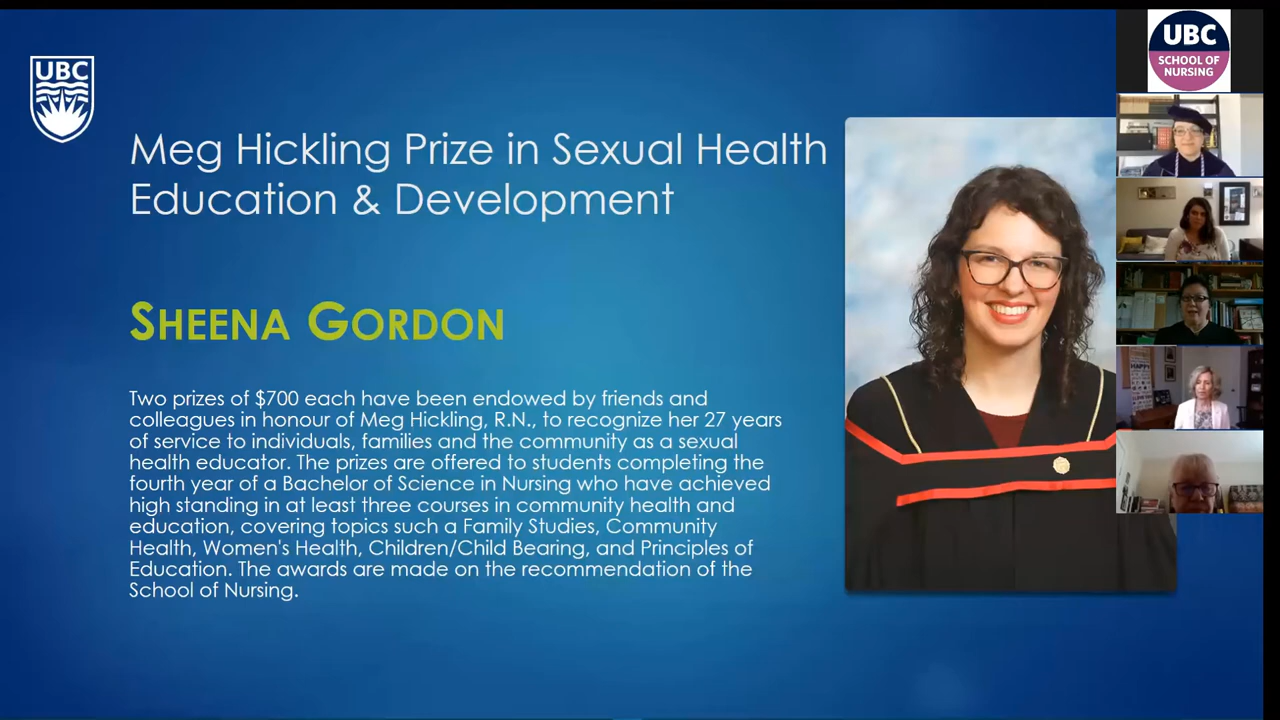 UBC
Meg Hickling Prize in Sexual Health
Education & Development
SHEENA GORDON
Two prizes of $700 each have been endowed by friends and
colleagues in honour of Meg Hickling, R.N., to recognize her 27 years
of service to individuals, families and the community as a sexual
health educator. The prizes are offered to students completing the
fourth year of a Bachelor of Science in Nursing who have achieved
high standing in at least three courses in community health and
education, covering topics such a Family Studies, Community
Health, Women's Health, Children/Child Bearing, and Principles of
Education. The awards are made on the recommendation of the
School of Nursing.
UBC
SCHOOL OF
NURSING